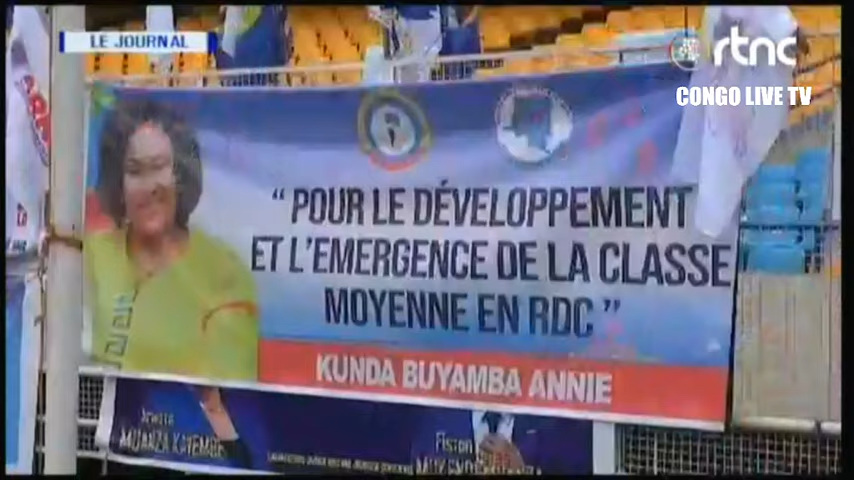 LE JOURNAL
rtnc
CONGO LIVE TV
“ POUR LE DÉVELOPPEMENT
ET L'EMERGENCE DE LA CLASSE
MOYENNE EN RDC ”
KUNDA BUYAMBA ANNIE
MUANZA KAYEMBE
Fiston